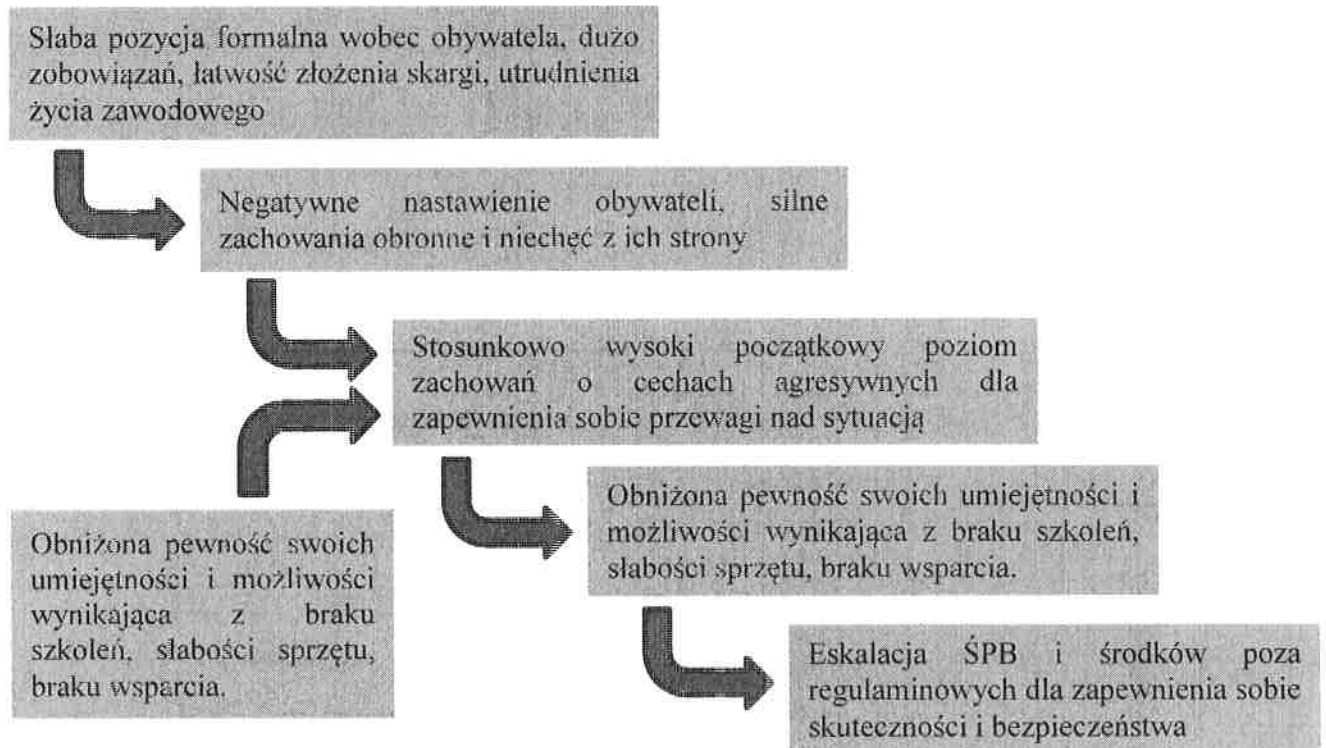 Słaba pozycja formalna wobec obywatela, dużo
zobowiązań, łatwość złożenia skargi, utrudnienia
życia zawodowego
Negatywne nastawienie obywateli, silne
zachowania obronne i niechęć z ich strony
Stosunkowo wysoki początkowy poziom
zachowań o cechach agresywnych dla
zapewnienia sobie przewagi nad sytuacją
Obniżona pewność swoich umiejętności i
możliwości wynikająca z braku szkoleń,
słabości sprzętu, braku wsparcia.
Obniżona pewność swoich
umiejętności i możliwości
wynikająca z braku
szkoleń, słabości sprzętu,
braku wsparcia.
Eskalacja ŚPB i środków poza
regulaminowych dla zapewnienia sobie
skuteczności i bezpieczeństwa